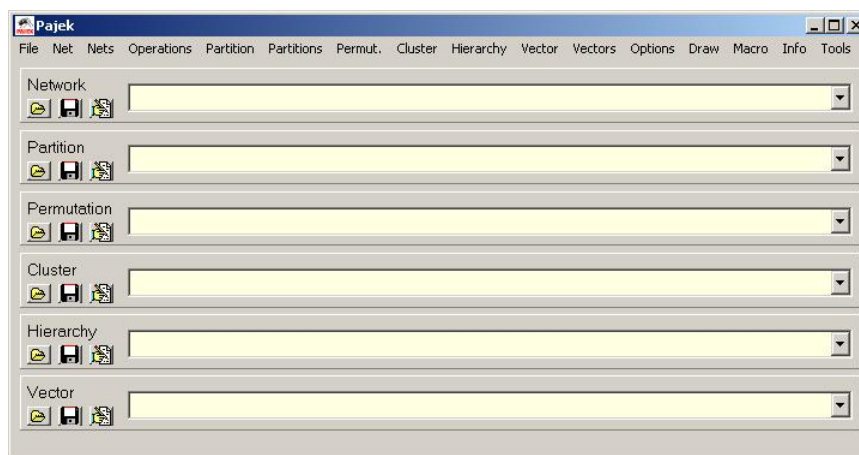 Pajek
File Net Nets Operations Partition Partitions Permut. Cluster Hierarchy Vector Vectors Options Draw Macro Info Tools
Network
Partition
Permutation
Cluster
Hierarchy
Vector